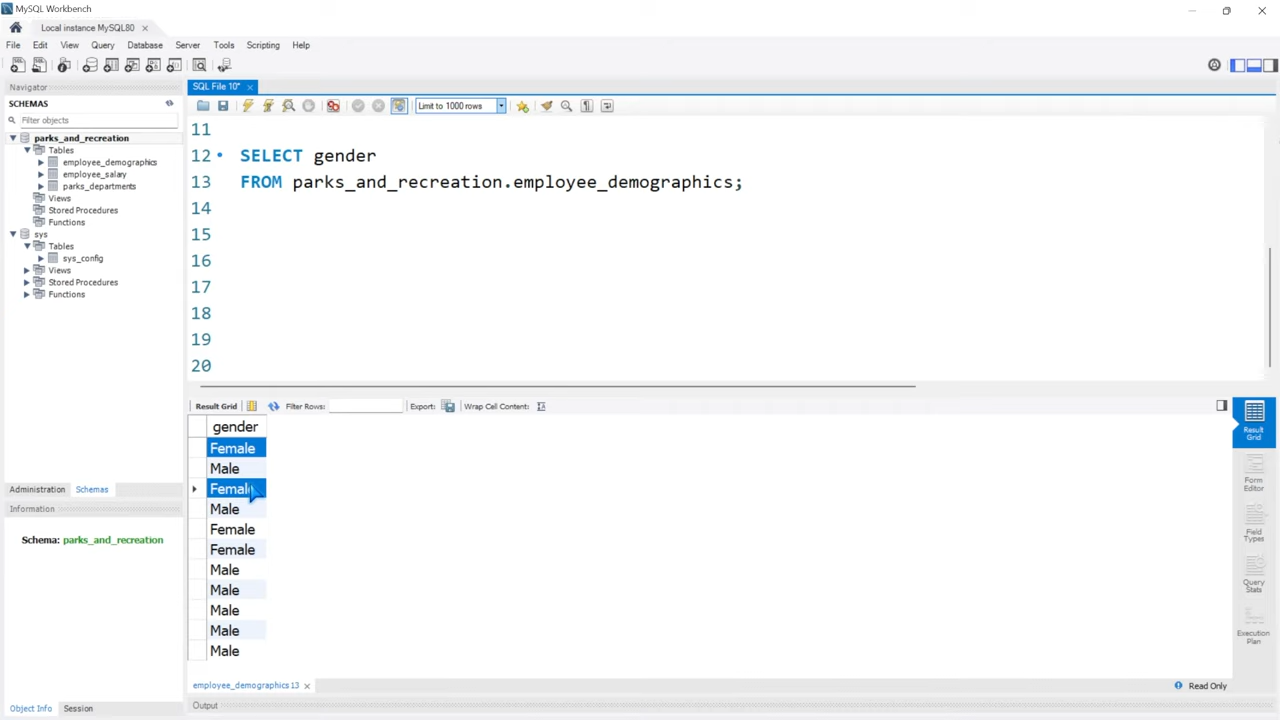 MySQL Workbench
Local instance MySQL80
File Edit View Query Database Server Tools Scripting Help
Navigator
SCHEMAS
Filter objects
parks_and_recreation
Tables
employee_demographics
employee_salary
parks_departments
Views
Stored Procedures
Functions
sys
Tables
sys_config
Views
Stored Procedures
Functions
Administration Schemas
Information
Schema: parks_and_recreation
Object Info Session
SQL File 10*
Limit to 1000 rows
11
12 SELECT gender
13 FROM parks_and_recreation.employee_demographics;
14
15
16
17
18
19
20
Result Grid Filter Rows: Export: Wrap Cell Content:
gender
Female
Male
Female
Male
Female
Female
Male
Male
Male
Male
Male
Result
Grid
Form
Editor
Field
Types
Query
Stats
Execution
Plan
employee_demographics 13
Read Only
Output